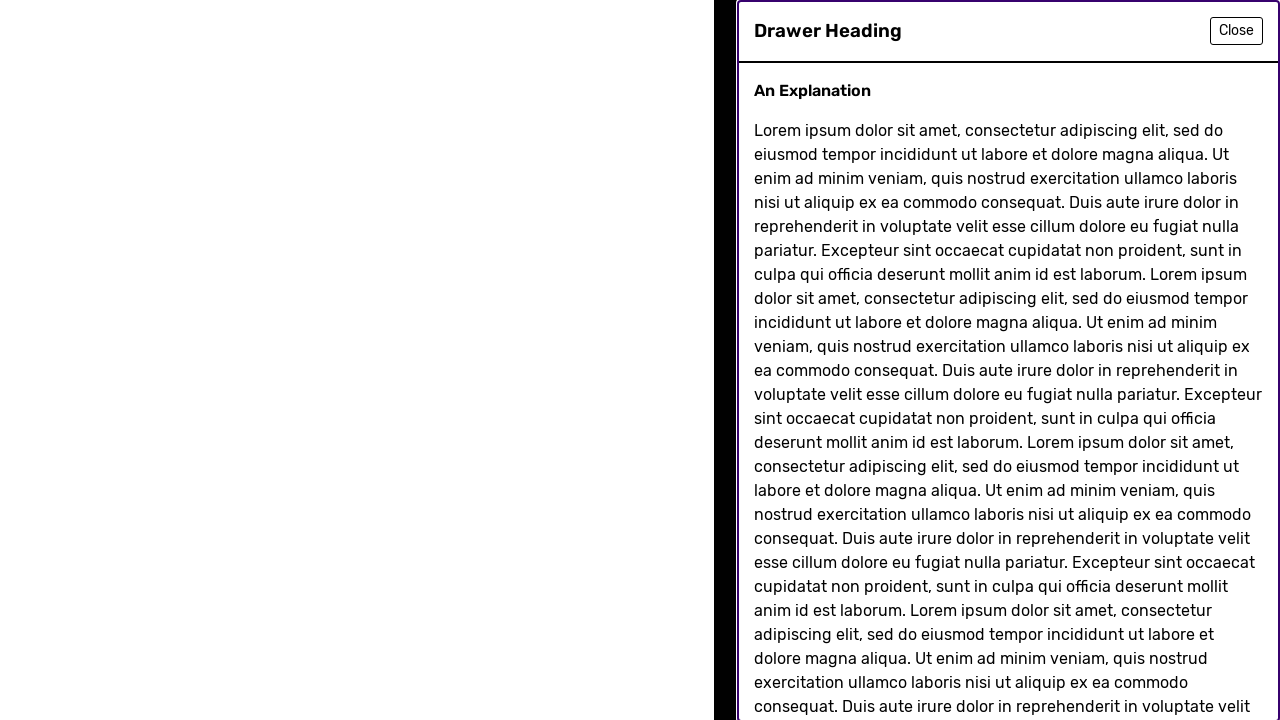 Drawer Heading
Close
An Explanation
Lorem ipsum dolor sit amet, consectetur adipiscing elit, sed do
eiusmod tempor incididunt ut labore et dolore magna aliqua. Ut
enim ad minim veniam, quis nostrud exercitation ullamco laboris
nisi ut aliquip ex ea commodo consequat. Duis aute irure dolor in
reprehenderit in voluptate velit esse cillum dolore eu fugiat nulla
pariatur. Excepteur sint occaecat cupidatat non proident, sunt in
culpa qui officia deserunt mollit anim id est laborum. Lorem ipsum
dolor sit amet, consectetur adipiscing elit, sed do eiusmod tempor
incididunt ut labore et dolore magna aliqua. Ut enim ad minim
veniam, quis nostrud exercitation ullamco laboris nisi ut aliquip ex
ea commodo consequat. Duis aute irure dolor in reprehenderit in
voluptate velit esse cillum dolore eu fugiat nulla pariatur. Excepteur
sint occaecat cupidatat non proident, sunt in culpa qui officia
deserunt mollit anim id est laborum. Lorem ipsum dolor sit amet,
consectetur adipiscing elit, sed do eiusmod tempor incididunt ut
labore et dolore magna aliqua. Ut enim ad minim veniam, quis
nostrud exercitation ullamco laboris nisi ut aliquip ex ea commodo
consequat. Duis aute irure dolor in reprehenderit in voluptate velit
esse cillum dolore eu fugiat nulla pariatur. Excepteur sint occaecat
cupidatat non proident, sunt in culpa qui officia deserunt mollit
anim id est laborum. Lorem ipsum dolor sit amet, consectetur
adipiscing elit, sed do eiusmod tempor incididunt ut labore et
dolore magna aliqua. Ut enim ad minim veniam, quis nostrud
exercitation ullamco laboris nisi ut aliquip ex ea commodo
consequat. Duis aute irure dolor in reprehenderit in voluptate velit